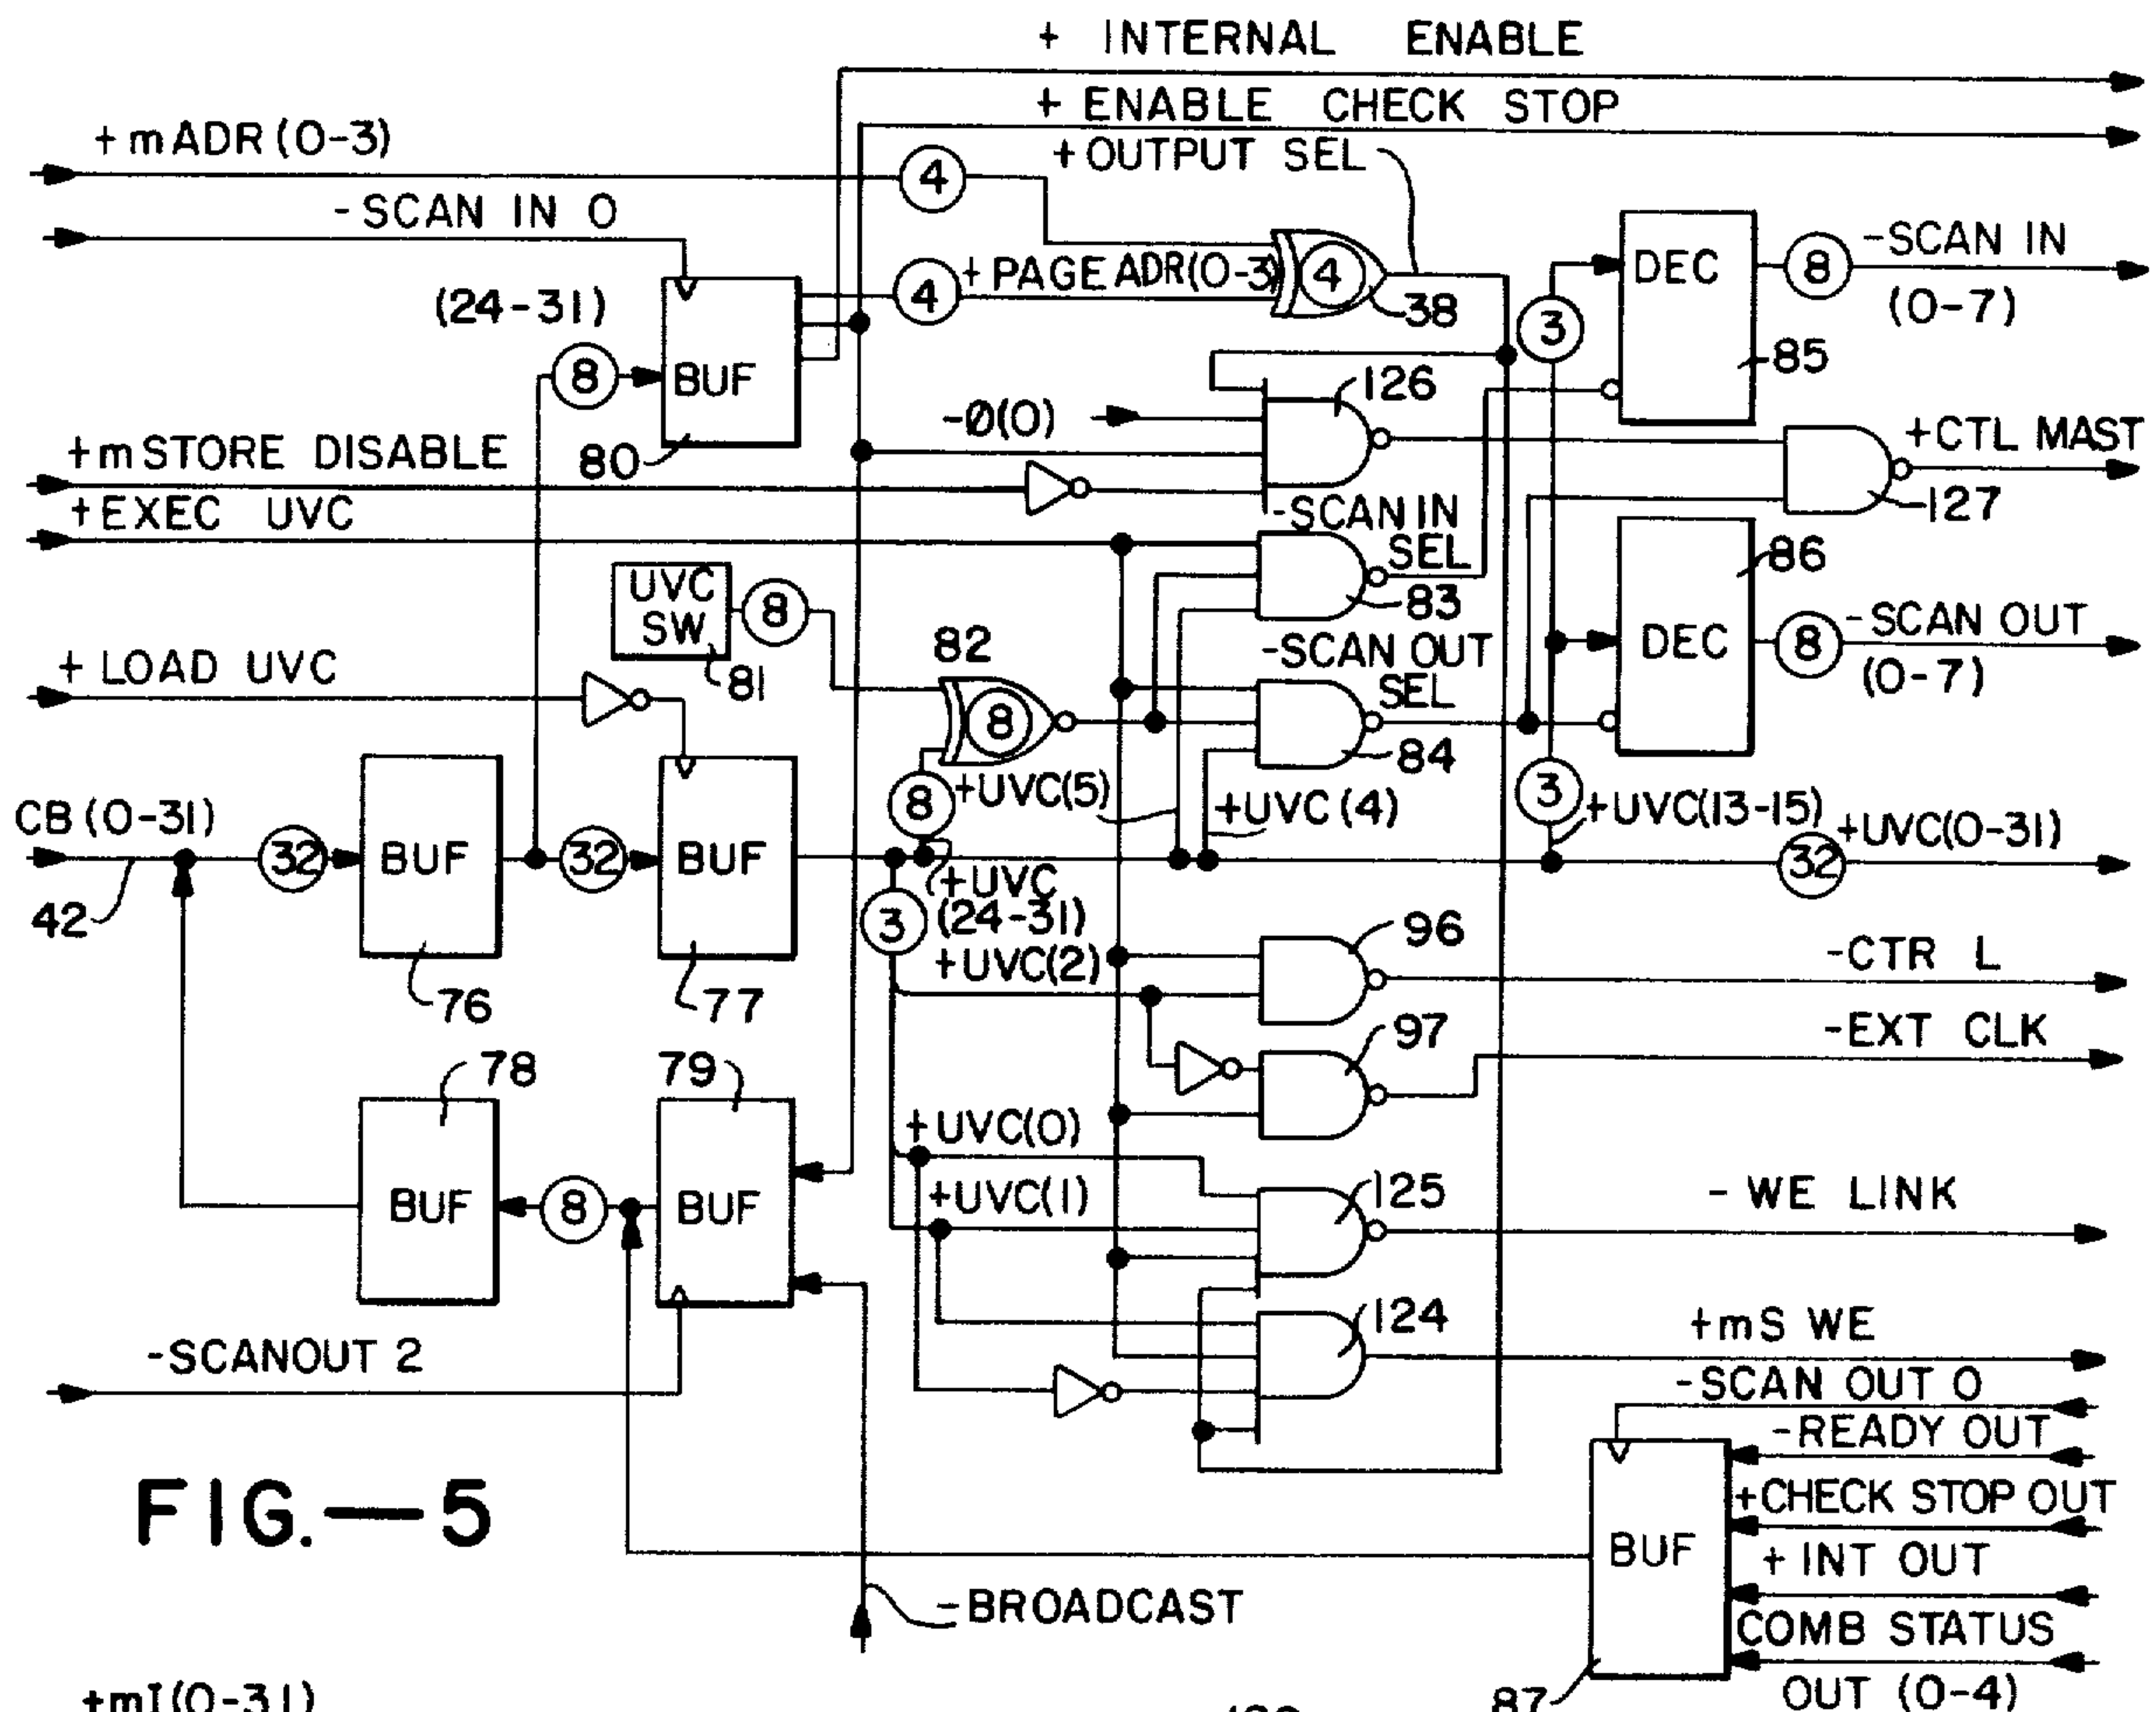 + INTERNAL ENABLE
+ ENABLE CHECK STOP
+mADR(0-3)
4
+OUTPUT SEL
-SCAN IN 0
(24-31)
4
+PAGE ADR(0-3)
4
38
DEC
8
-SCAN IN
(0-7)
3
85
8
BUF
80
126
-Ø(0)
+CTL MAST
127
+mSTORE DISABLE
+EXEC UVC
-SCAN IN
SEL
83
86
UVC
SW
81
8
82
8
-SCAN OUT
SEL
84
DEC
8
-SCAN OUT
(0-7)
+ LOAD UVC
8
+UVC(5)
+UVC(4)
3
+UVC(13-15)
CB(0-31)
32
BUF
32
BUF
32
+UVC(0-31)
42
76
77
+UVC
(24-31)
3
+UVC(2)
96
-CTR L
97
-EXT CLK
78
79
BUF
8
BUF
+UVC(0)
+UVC(1)
125
- WE LINK
124
+mS WE
-SCANOUT 2
-SCAN OUT 0
-READY OUT
+CHECK STOP OUT
+ INT OUT
COMB STATUS
OUT (0-4)
BUF
87
FIG.—5
-BROADCAST
+mI(0-31)